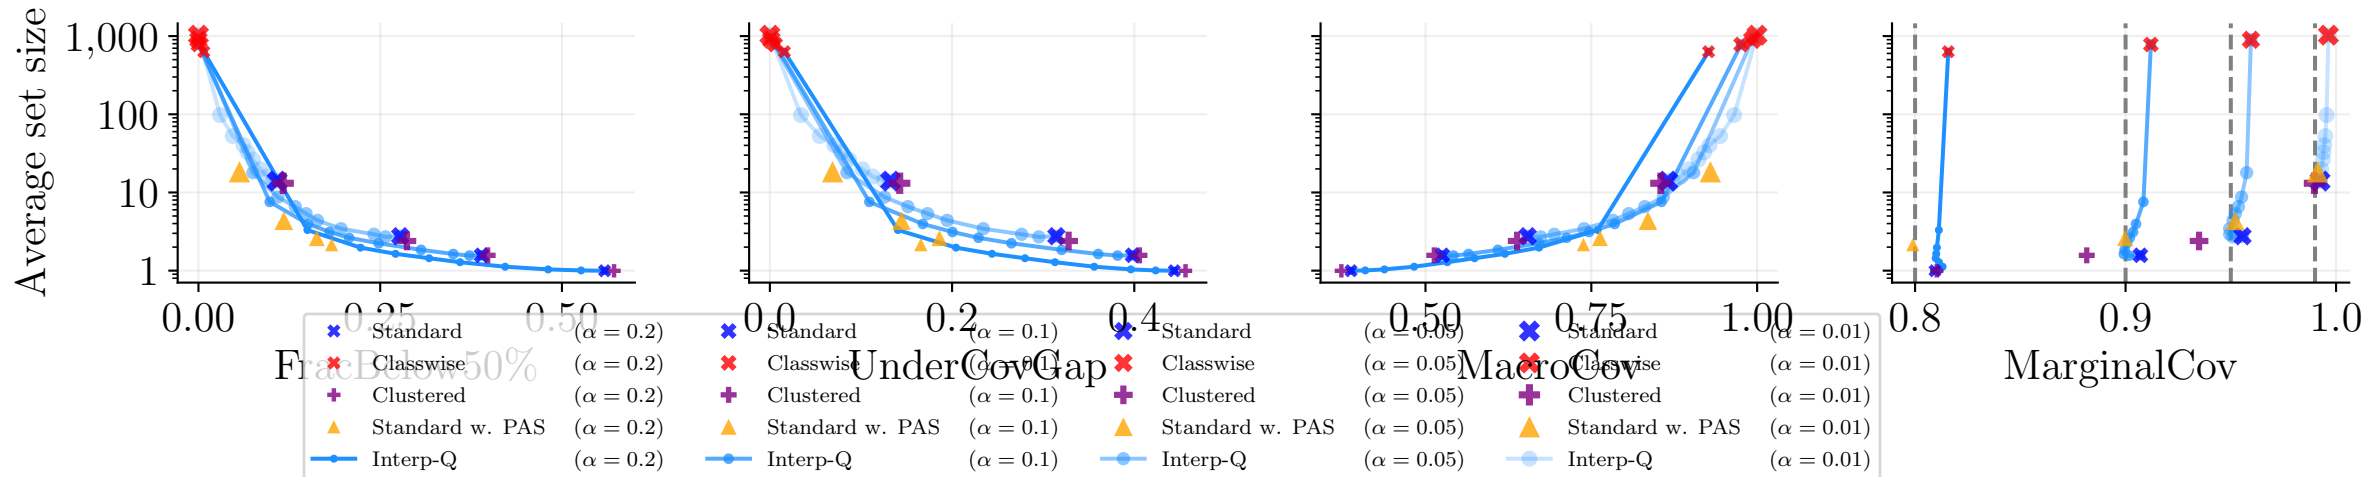 Average set size
1,000
100
10
1
0.00 0.25 0.50
0.0 0.2 0.4
0.50 0.75 1.00
0.8 0.9 1.0
FracBelow50%
UnderCovGap
MacroCov
MarginalCov
Standard (α = 0.2)
Classwise (α = 0.2)
Clustered (α = 0.2)
Standard w. PAS (α = 0.2)
Interp-Q (α = 0.2)
Standard (α = 0.1)
Classwise (α = 0.1)
Clustered (α = 0.1)
Standard w. PAS (α = 0.1)
Interp-Q (α = 0.1)
Standard (α = 0.05)
Classwise (α = 0.05)
Clustered (α = 0.05)
Standard w. PAS (α = 0.05)
Interp-Q (α = 0.05)
Standard (α = 0.01)
Classwise (α = 0.01)
Clustered (α = 0.01)
Standard w. PAS (α = 0.01)
Interp-Q (α = 0.01)